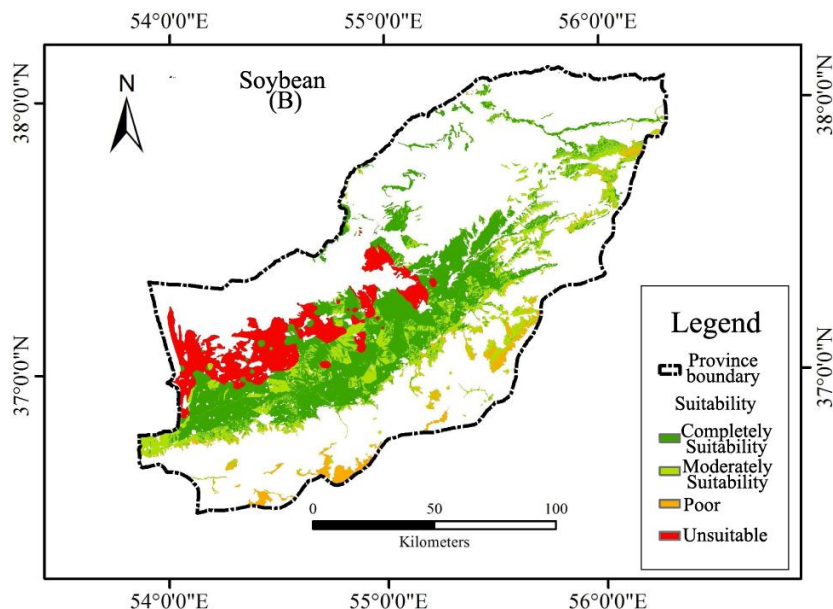 54°0'0"E 55°0'0"E 56°0'0"E
38°0'0"N
38°0'0"N
N
Soybean
(B)
37°0'0"N
37°0'0"N
Legend
Province
boundary
Suitability
Completely
Suitability
Moderately
Suitability
Poor
Unsuitable
0 50 100
Kilometers
54°0'0"E 55°0'0"E 56°0'0"E